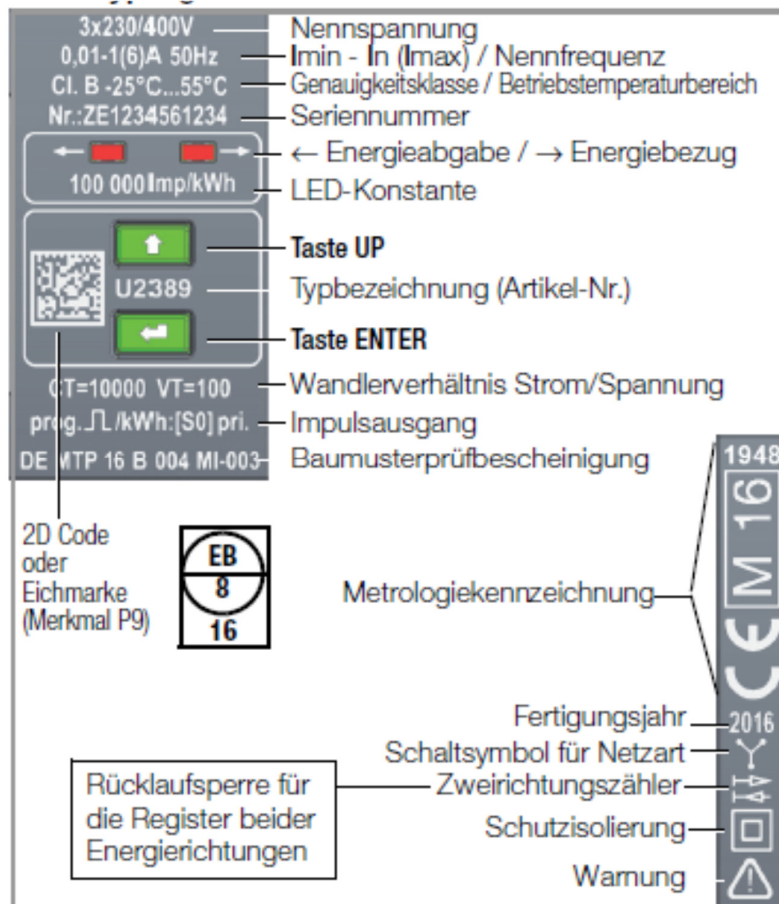 3x230/400V
Nennspannung
0,01-1(6)A 50Hz
Imin - In (Imax) / Nennfrequenz
Cl. B -25°C...55°C
Genauigkeitsklasse / Betriebstemperaturbereich
Nr.:ZE1234561234
Seriennummer
← →
← Energieabgabe / → Energiebezug
100 000 Imp/kWh
LED-Konstante
Taste UP
U2389
Typbezeichnung (Artikel-Nr.)
Taste ENTER
CT=10000 VT=100
Wandlerverhältnis Strom/Spannung
prog. /kWh:[S0] pri.
Impulsausgang
DE MTP 16 B 004 MI-003
Baumusterprüfbescheinigung
2D Code
oder
Eichmarke
(Merkmal P9)
EB
8
16
Metrologiekennzeichnung
1948
M 16
CE
Fertigungsjahr
2016
Schaltsymbol für Netzart
Zweirichtungszähler
Rücklaufsperre für
die Register beider
Energierichtungen
Schutzisolierung
Warnung